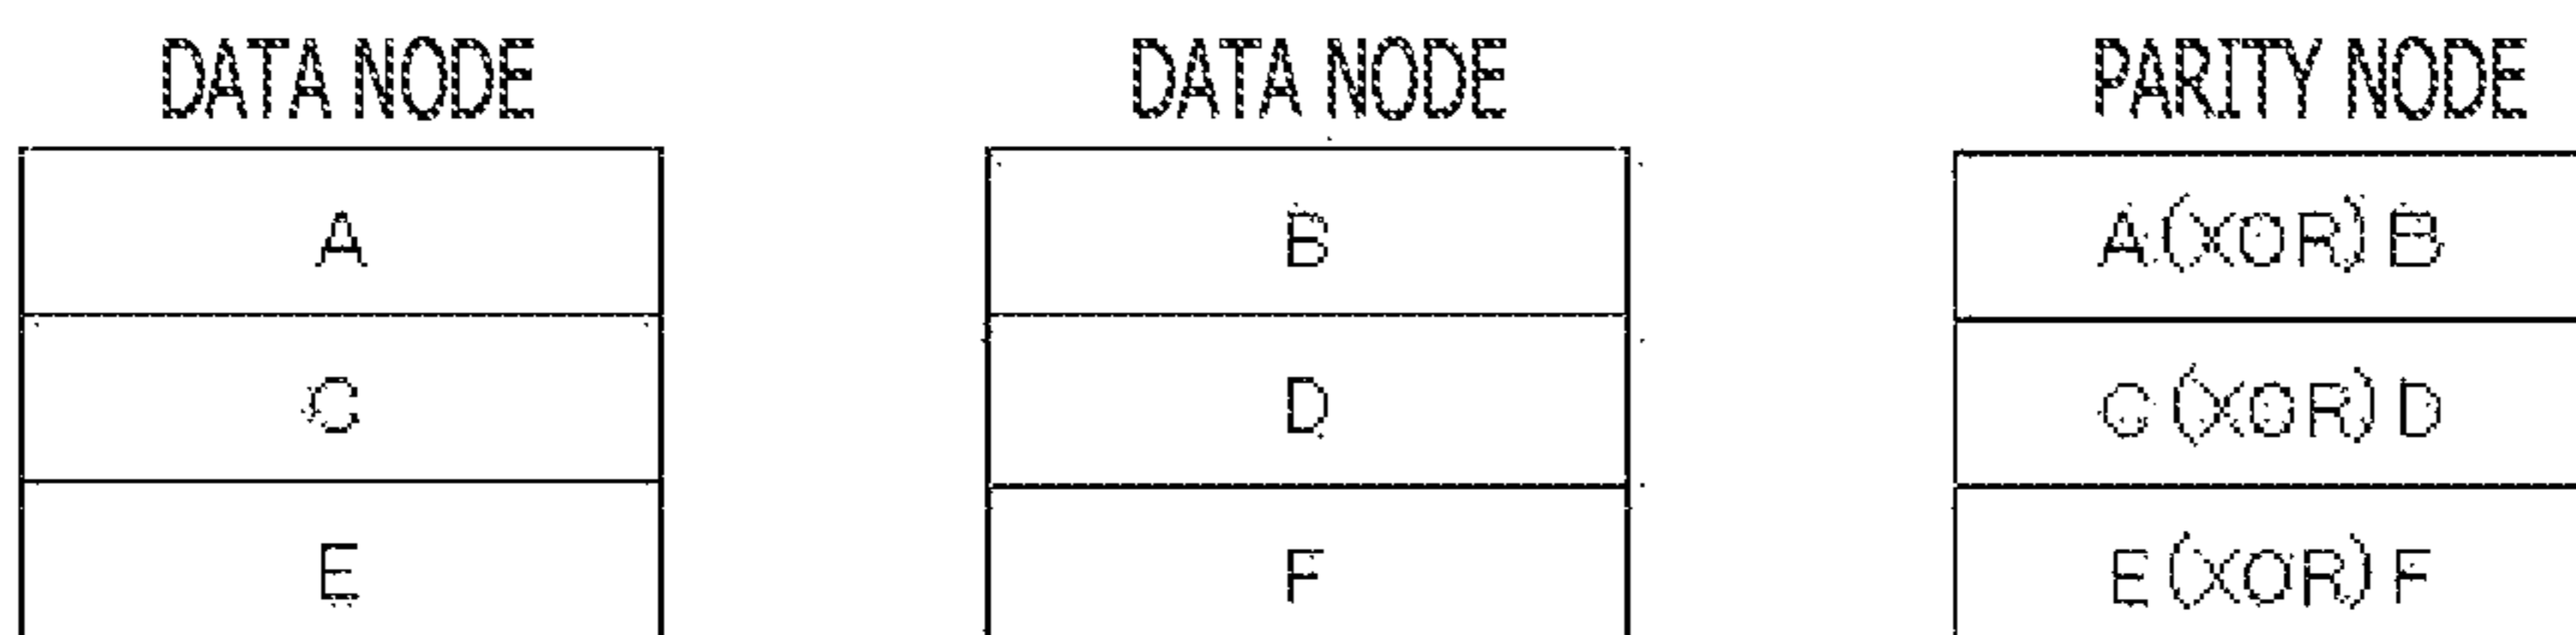 DATA NODE DATA NODE PARITY NODE
A B A(XOR)B
C D C(XOR)D
E F E(XOR)F